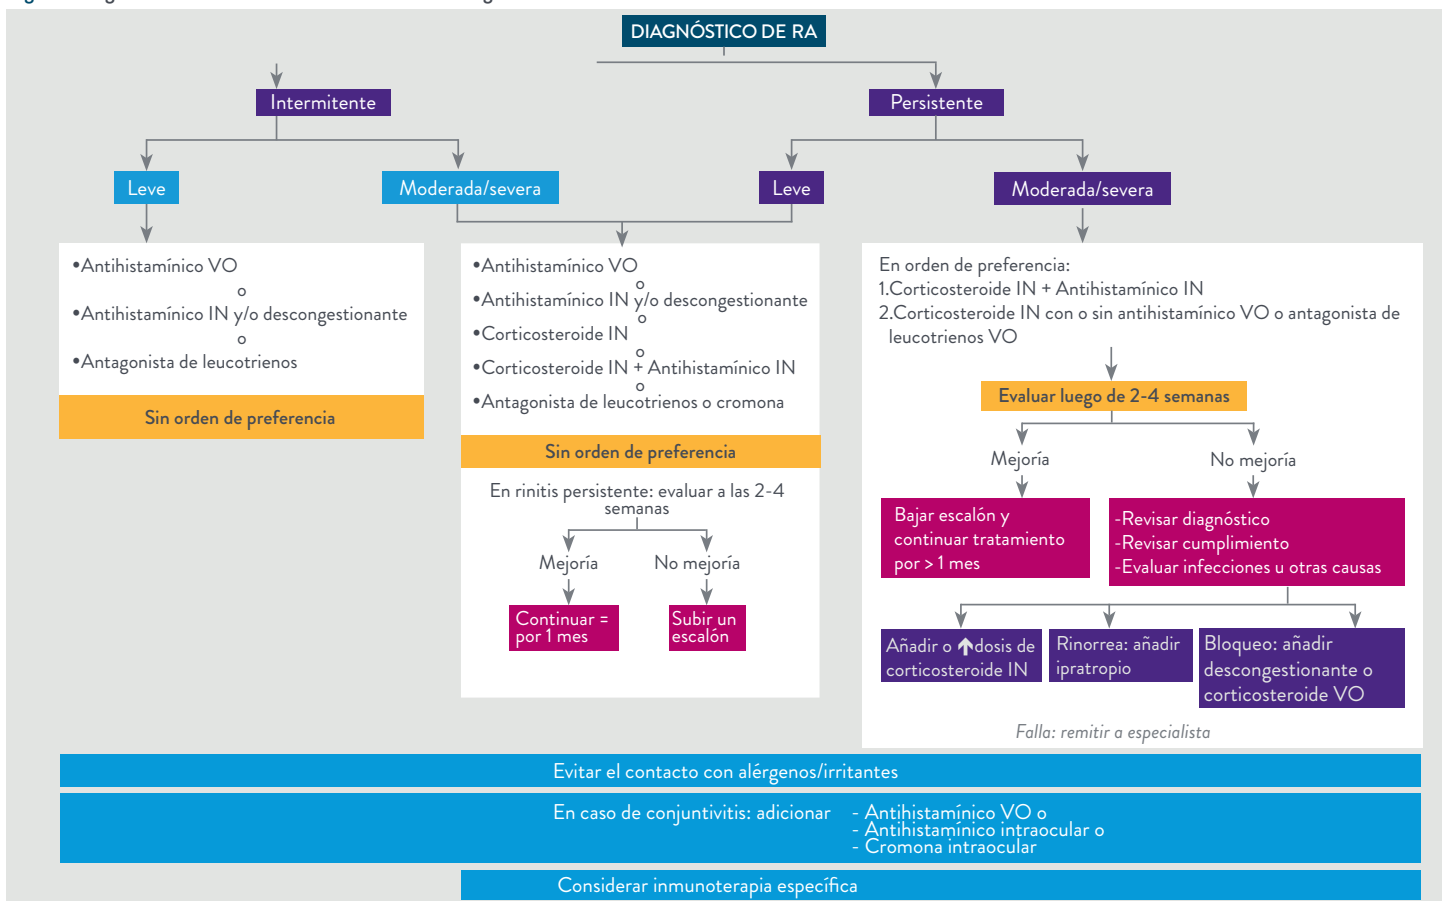 DIAGNÓSTICO DE RA
Intermitente
Persistente
Leve
Moderada/severa
Leve
Moderada/severa
•Antihistamínico VO
o
•Antihistamínico IN y/o descongestionante
o
•Antagonista de leucotrienos
Sin orden de preferencia
•Antihistamínico VO
o
•Antihistamínico IN y/o descongestionante
o
•Corticosteroide IN
o
•Corticosteroide IN + Antihistamínico IN
o
•Antagonista de leucotrienos o cromona
Sin orden de preferencia
En rinitis persistente: evaluar a las 2-4
semanas
Mejoría
No mejoría
Continuar =
por 1 mes
Subir un
escalón
En orden de preferencia:
1.Corticosteroide IN + Antihistamínico IN
2.Corticosteroide IN con o sin antihistamínico VO o antagonista de
leucotrienos VO
Evaluar luego de 2-4 semanas
Mejoría
No mejoría
Bajar escalón y
continuar tratamiento
por > 1 mes
-Revisar diagnóstico
-Revisar cumplimiento
-Evaluar infecciones u otras causas
Añadir o ↑dosis de
corticosteroide IN
Rinorrea: añadir
ipratropio
Bloqueo: añadir
descongestionante o
corticosteroide VO
Falla: remitir a especialista
Evitar el contacto con alérgenos/irritantes
En caso de conjuntivitis: adicionar - Antihistamínico VO o
- Antihistamínico intraocular o
- Cromona intraocular
Considerar inmunoterapia específica